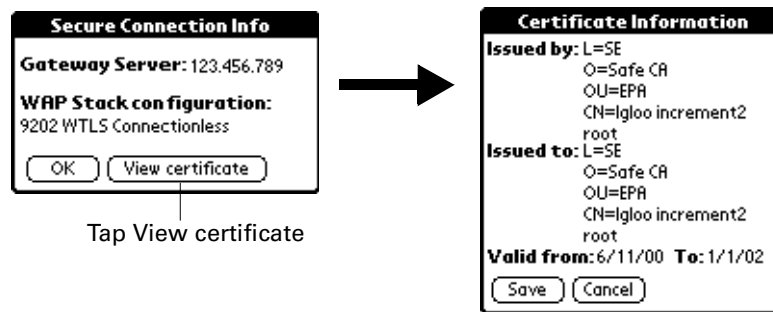 Secure Connection Info
Gateway Server: 123.456.789
WAP Stack configuration:
9202 WTLS Connectionless
OK
View certificate
Tap View certificate
Certificate Information
Issued by: L=SE
O=Safe CA
OU=EPA
CN=Igloo increment2
root
Issued to: L=SE
O=Safe CA
OU=EPA
CN=Igloo increment2
root
Valid from: 6/11/00 To: 1/1/02
Save
Cancel